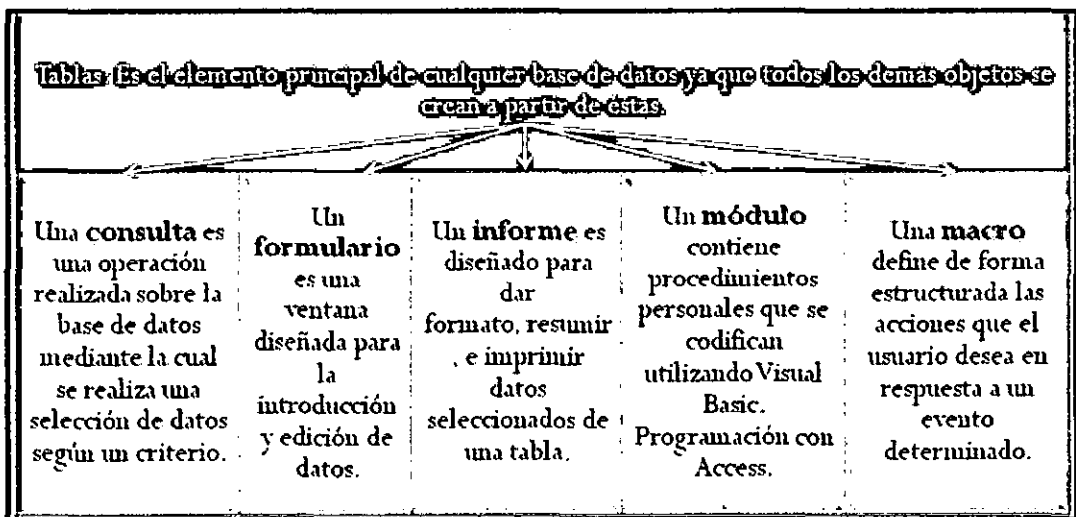 Tablas: Es el elemento principal de cualquier base de datos ya que todos los demás objetos se
crean a partir de estas.
Una consulta es
una operación
realizada sobre la
base de datos
mediante la cual
se realiza una
selección de datos
según un criterio.
Un
formulario
es una
ventana
diseñada para
la
introducción
y edición de
datos.
Un informe es
diseñado para
dar
formato, resumir
, e imprimir
datos
seleccionados de
una tabla.
Un módulo
contiene
procedimientos
personales que se
codifican
utilizando Visual
Basic.
Programación con
Access.
Una macro
define de forma
estructurada las
acciones que el
usuario desea en
respuesta a un
evento
determinado.